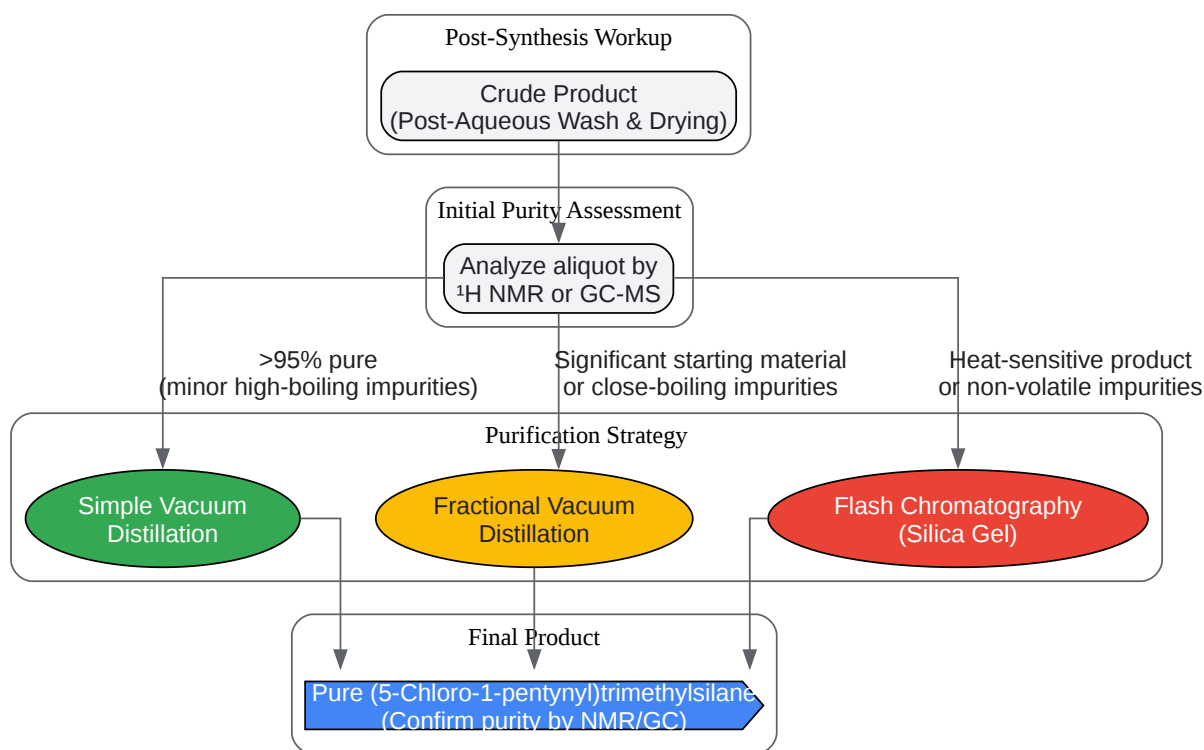 Post-Synthesis Workup
Crude Product
(Post-Aqueous Wash & Drying)
Initial Purity Assessment
Analyze aliquot by
¹H NMR or GC-MS
>95% pure
(minor high-boiling impurities)
Significant starting material
or close-boiling impurities
Heat-sensitive product
or non-volatile impurities
Purification Strategy
Simple Vacuum
Distillation
Fractional Vacuum
Distillation
Flash Chromatography
(Silica Gel)
Final Product
Pure (5-Chloro-1-pentynyl)trimethylsilane
(Confirm purity by NMR/GC)